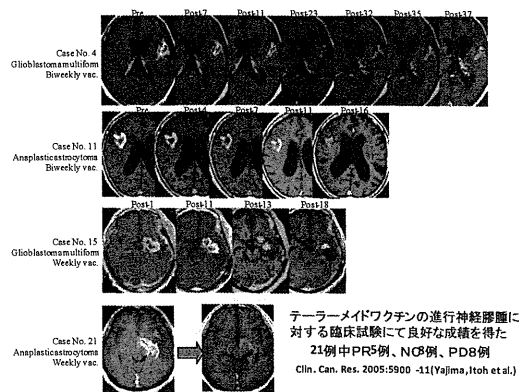 Pre Post7 Post11 Post23 Post32 Post35 Post37
Case No. 4
Glioblastomamultiform
Biweekly vac.
Pre Post4 Post7 Post11 Post16
Case No. 11
Anaplasticastrocytoma
Biweekly vac.
Post1 Post11 Post13 Post18
Case No. 15
Glioblastomamultiform
Weekly vac.
Case No. 21
Anaplasticastrocytoma
Weekly vac.
テーラーメイドワクチンの進行神経膠腫に
対する臨床試験にて良好な成績を得た
21例中PR5例、NC8例、PD8例
Clin. Can. Res. 2005:5900 -11(Yajima, Itoh et al.)